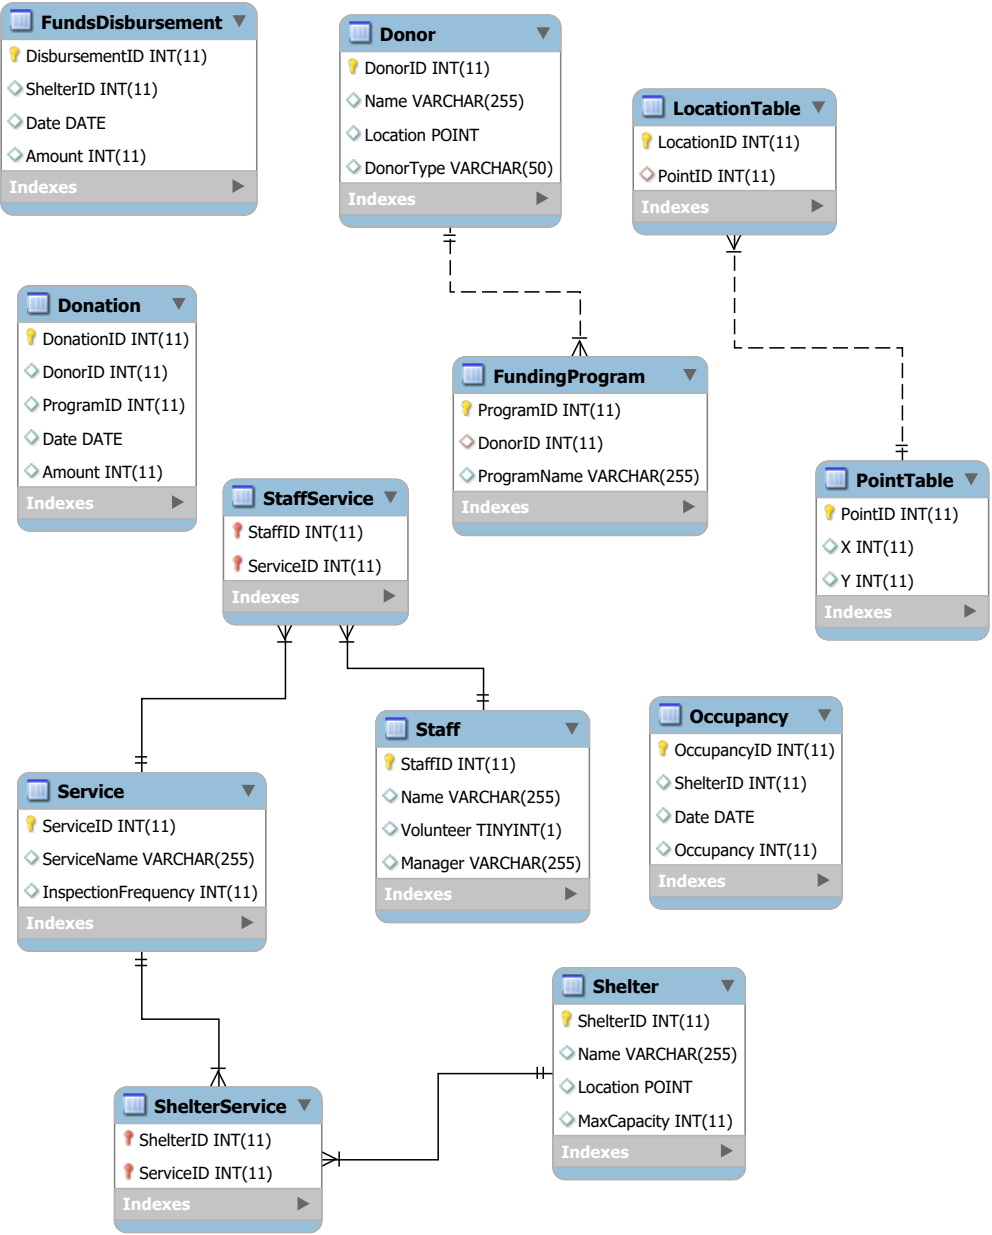 FundsDisbursement
DisbursementID INT(11)
ShelterID INT(11)
Date DATE
Amount INT(11)
Indexes
Donor
DonorID INT(11)
Name VARCHAR(255)
Location POINT
DonorType VARCHAR(50)
Indexes
LocationTable
LocationID INT(11)
PointID INT(11)
Indexes
Donation
DonationID INT(11)
DonorID INT(11)
ProgramID INT(11)
Date DATE
Amount INT(11)
Indexes
FundingProgram
ProgramID INT(11)
DonorID INT(11)
ProgramName VARCHAR(255)
Indexes
PointTable
PointID INT(11)
X INT(11)
Y INT(11)
Indexes
StaffService
StaffID INT(11)
ServiceID INT(11)
Indexes
Staff
StaffID INT(11)
Name VARCHAR(255)
Volunteer TINYINT(1)
Manager VARCHAR(255)
Indexes
Occupancy
OccupancyID INT(11)
ShelterID INT(11)
Date DATE
Occupancy INT(11)
Indexes
Service
ServiceID INT(11)
ServiceName VARCHAR(255)
InspectionFrequency INT(11)
Indexes
Shelter
ShelterID INT(11)
Name VARCHAR(255)
Location POINT
MaxCapacity INT(11)
Indexes
ShelterService
ShelterID INT(11)
ServiceID INT(11)
Indexes